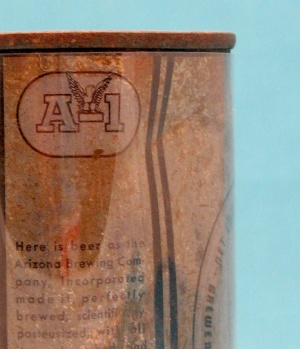 A-1
Here is beer as the
Arizona Brewing Com-
pany, Incorporated
made it, perfectly
brewed, scientifically
pasteurized, with all